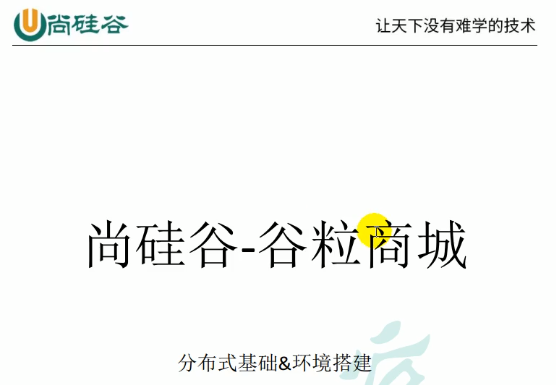 尚硅谷
让天下没有难学的技术
尚硅谷-谷粒商城
分布式基础&环境搭建